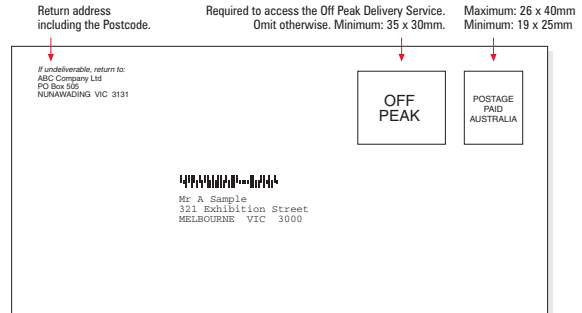 Return address
including the Postcode.
Required to access the Off Peak Delivery Service.
Omit otherwise. Minimum: 35 x 30mm.
Maximum: 26 x 40mm
Minimum: 19 x 25mm
If undeliverable, return to:
ABC Company Ltd
PO Box 505
NUNAWADING VIC 3131
OFF
PEAK
POSTAGE
PAID
AUSTRALIA
Mr A Sample
321 Exhibition Street
MELBOURNE VIC 3000